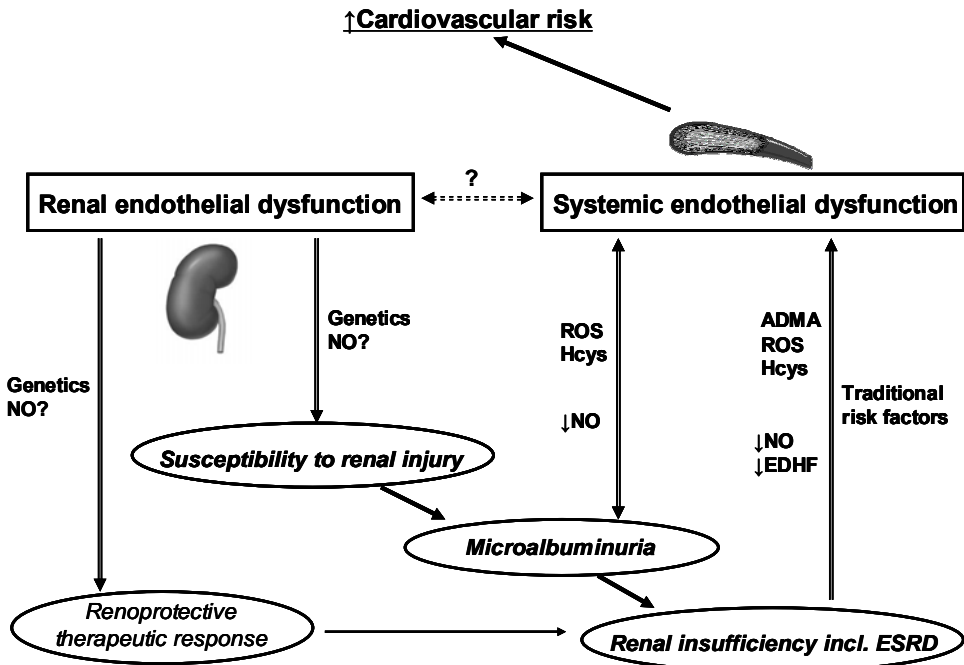 ↑Cardiovascular risk
?
Renal endothelial dysfunction
Systemic endothelial dysfunction
Genetics
NO?
Genetics
NO?
ROS
Hcys
↓NO
ADMA
ROS
Hcys
↓NO
↓EDHF
Traditional
risk factors
Susceptibility to renal injury
Microalbuminuria
Renoprotective
therapeutic response
Renal insufficiency incl. ESRD